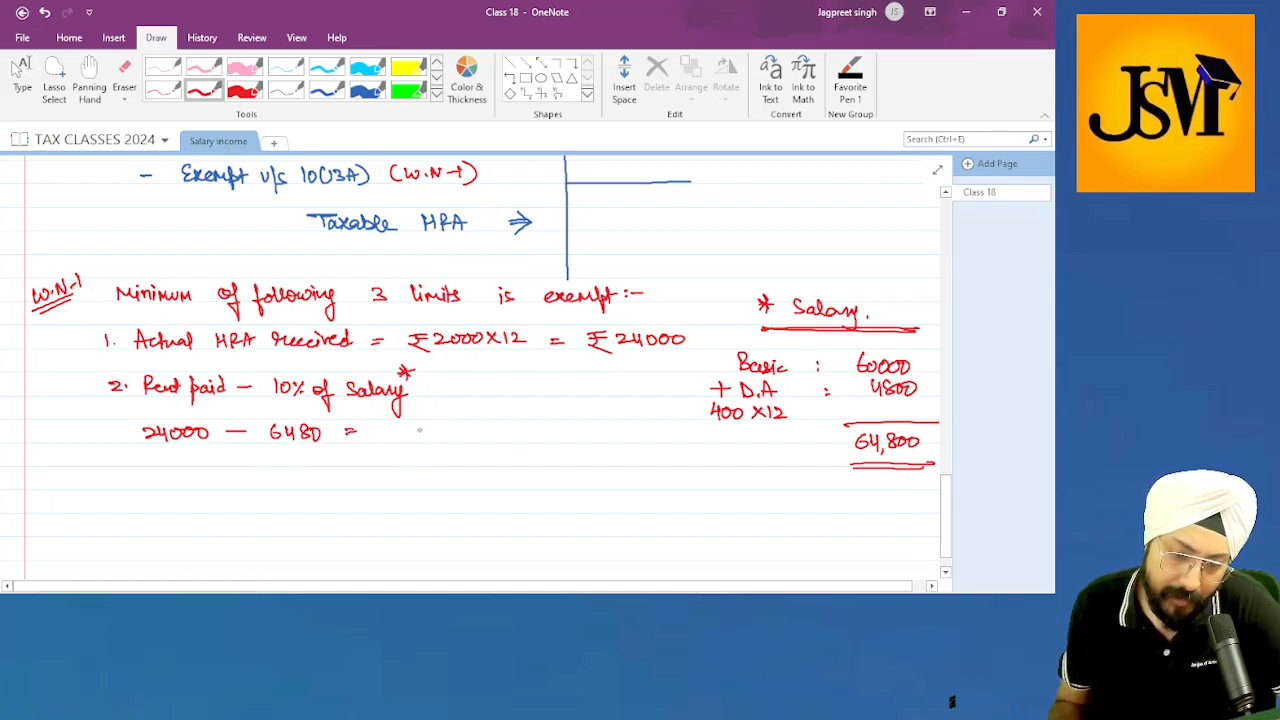 Class 18 - OneNote
Jagpreet singh JS
File Home Insert Draw History Review View Help
Type
Lasso Select
Panning Hand
Eraser
Color & Thickness
Insert Space
Delete
Arrange
Rotate
Ink to Text
Ink to Math
Favorite Pen 1
Tools
Shapes
Edit
Convert
New Group
TAX CLASSES 2024
Salary income
Search (Ctrl+E)
Add Page
Class 18
JSM
- Exempt u/s 10(13A) (W.N-1)
Taxable HRA ⇒
W.N-1 Minimum of following 3 limits is exempt:-
1. Actual HRA received = ₹2000×12 = ₹24000
2. Rent paid - 10% of Salary*
24000 - 6480 =
* Salary.
Basic : 60000
+ D.A : 4800
400 ×12
64,800